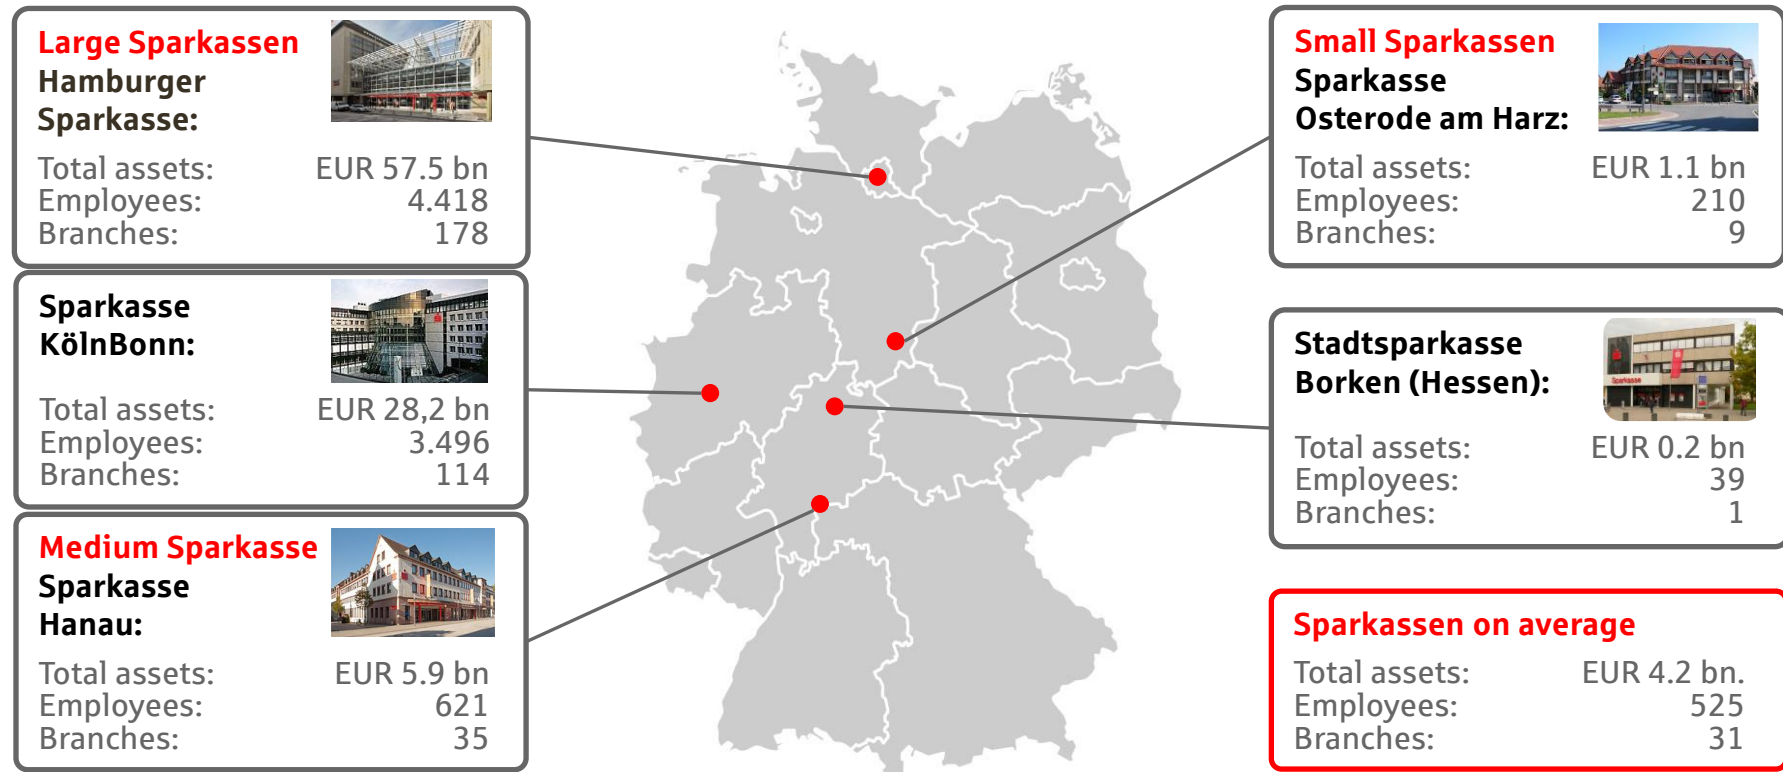 Large Sparkassen
Hamburger
Sparkasse:
Total assets: EUR 57.5 bn
Employees: 4.418
Branches: 178
Sparkasse
KölnBonn:
Total assets: EUR 28,2 bn
Employees: 3.496
Branches: 114
Medium Sparkasse
Sparkasse
Hanau:
Total assets: EUR 5.9 bn
Employees: 621
Branches: 35
Small Sparkassen
Sparkasse
Osterode am Harz:
Total assets: EUR 1.1 bn
Employees: 210
Branches: 9
Stadtsparkasse
Borken (Hessen):
Sparkasse
Total assets: EUR 0.2 bn
Employees: 39
Branches: 1
Sparkassen on average
Total assets: EUR 4.2 bn.
Employees: 525
Branches: 31